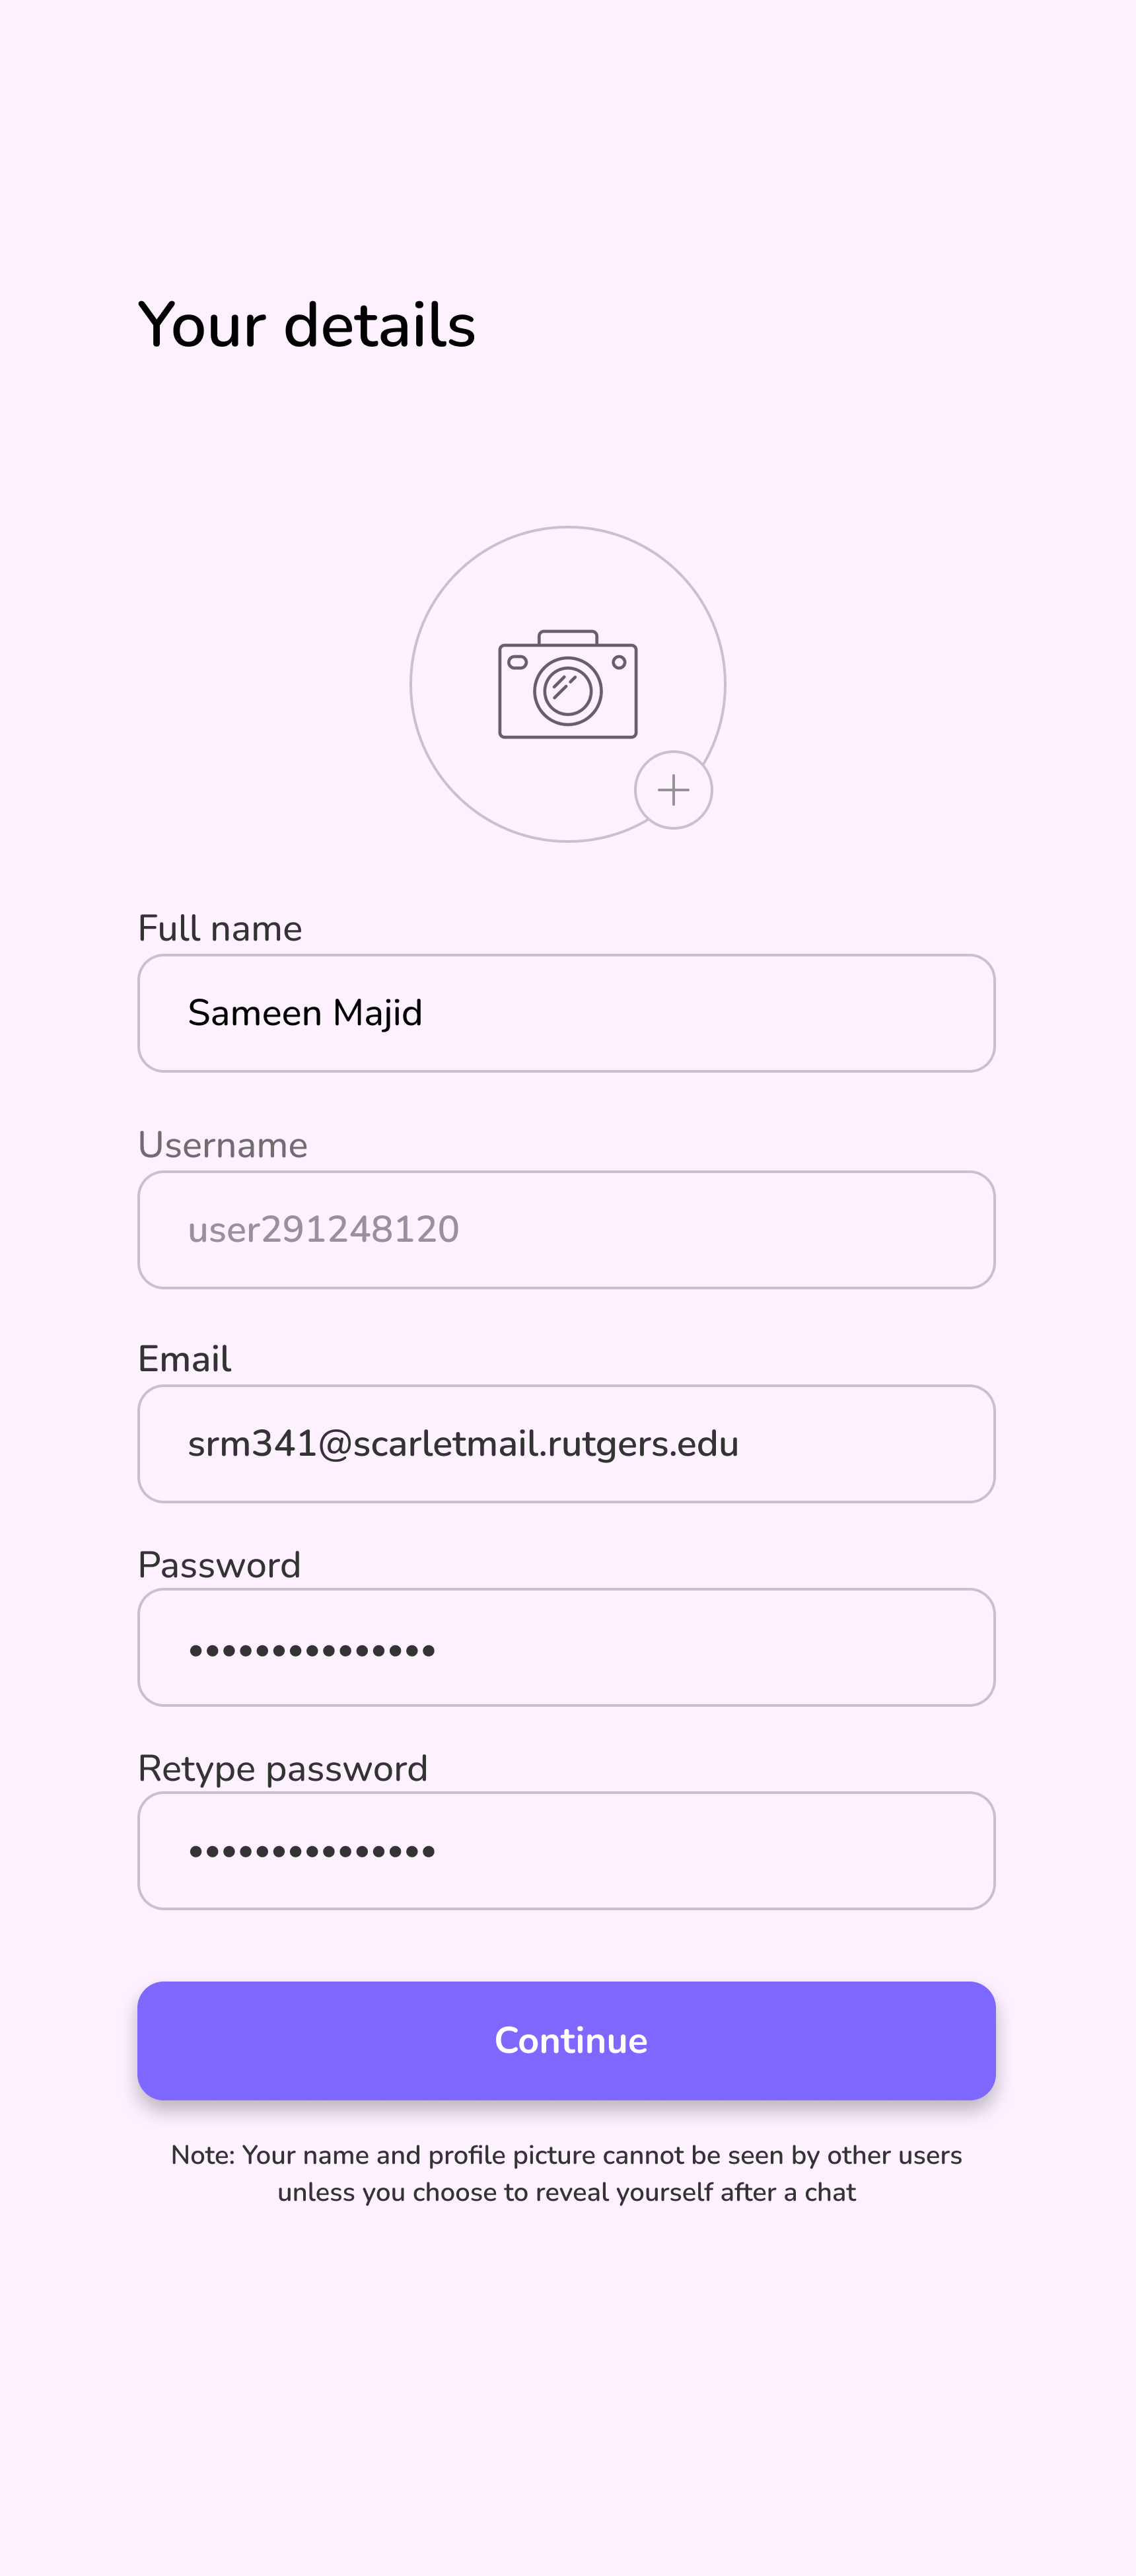 Your details
Full name
Sameen Majid
Username
user291248120
Email
srm341@scarletmail.rutgers.edu
Password
•••••••••••••••
Retype password
•••••••••••••••
Continue
Note: Your name and profile picture cannot be seen by other users
unless you choose to reveal yourself after a chat